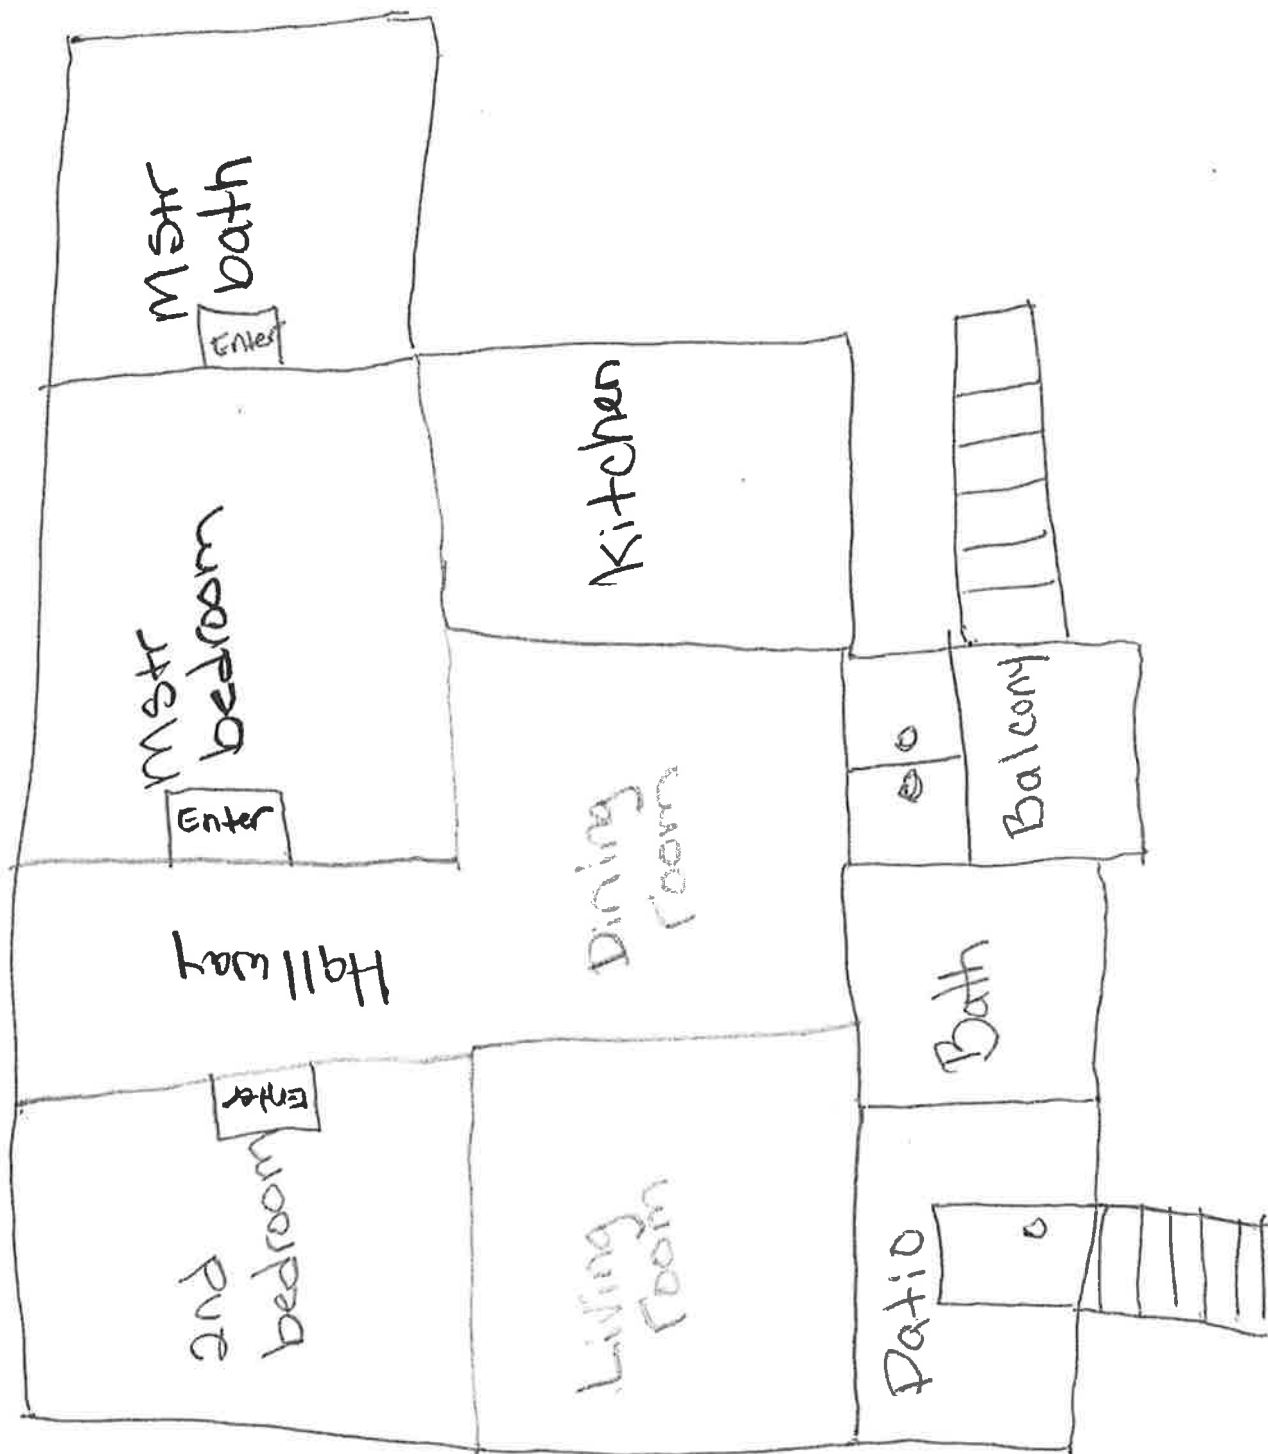 Mstr
bath
Enter
Mstr
bedroom
Enter
Kitchen
Hallway
Dining
room
Balcony
Bath
2nd
bedroom
Enter
Living
room
Patio